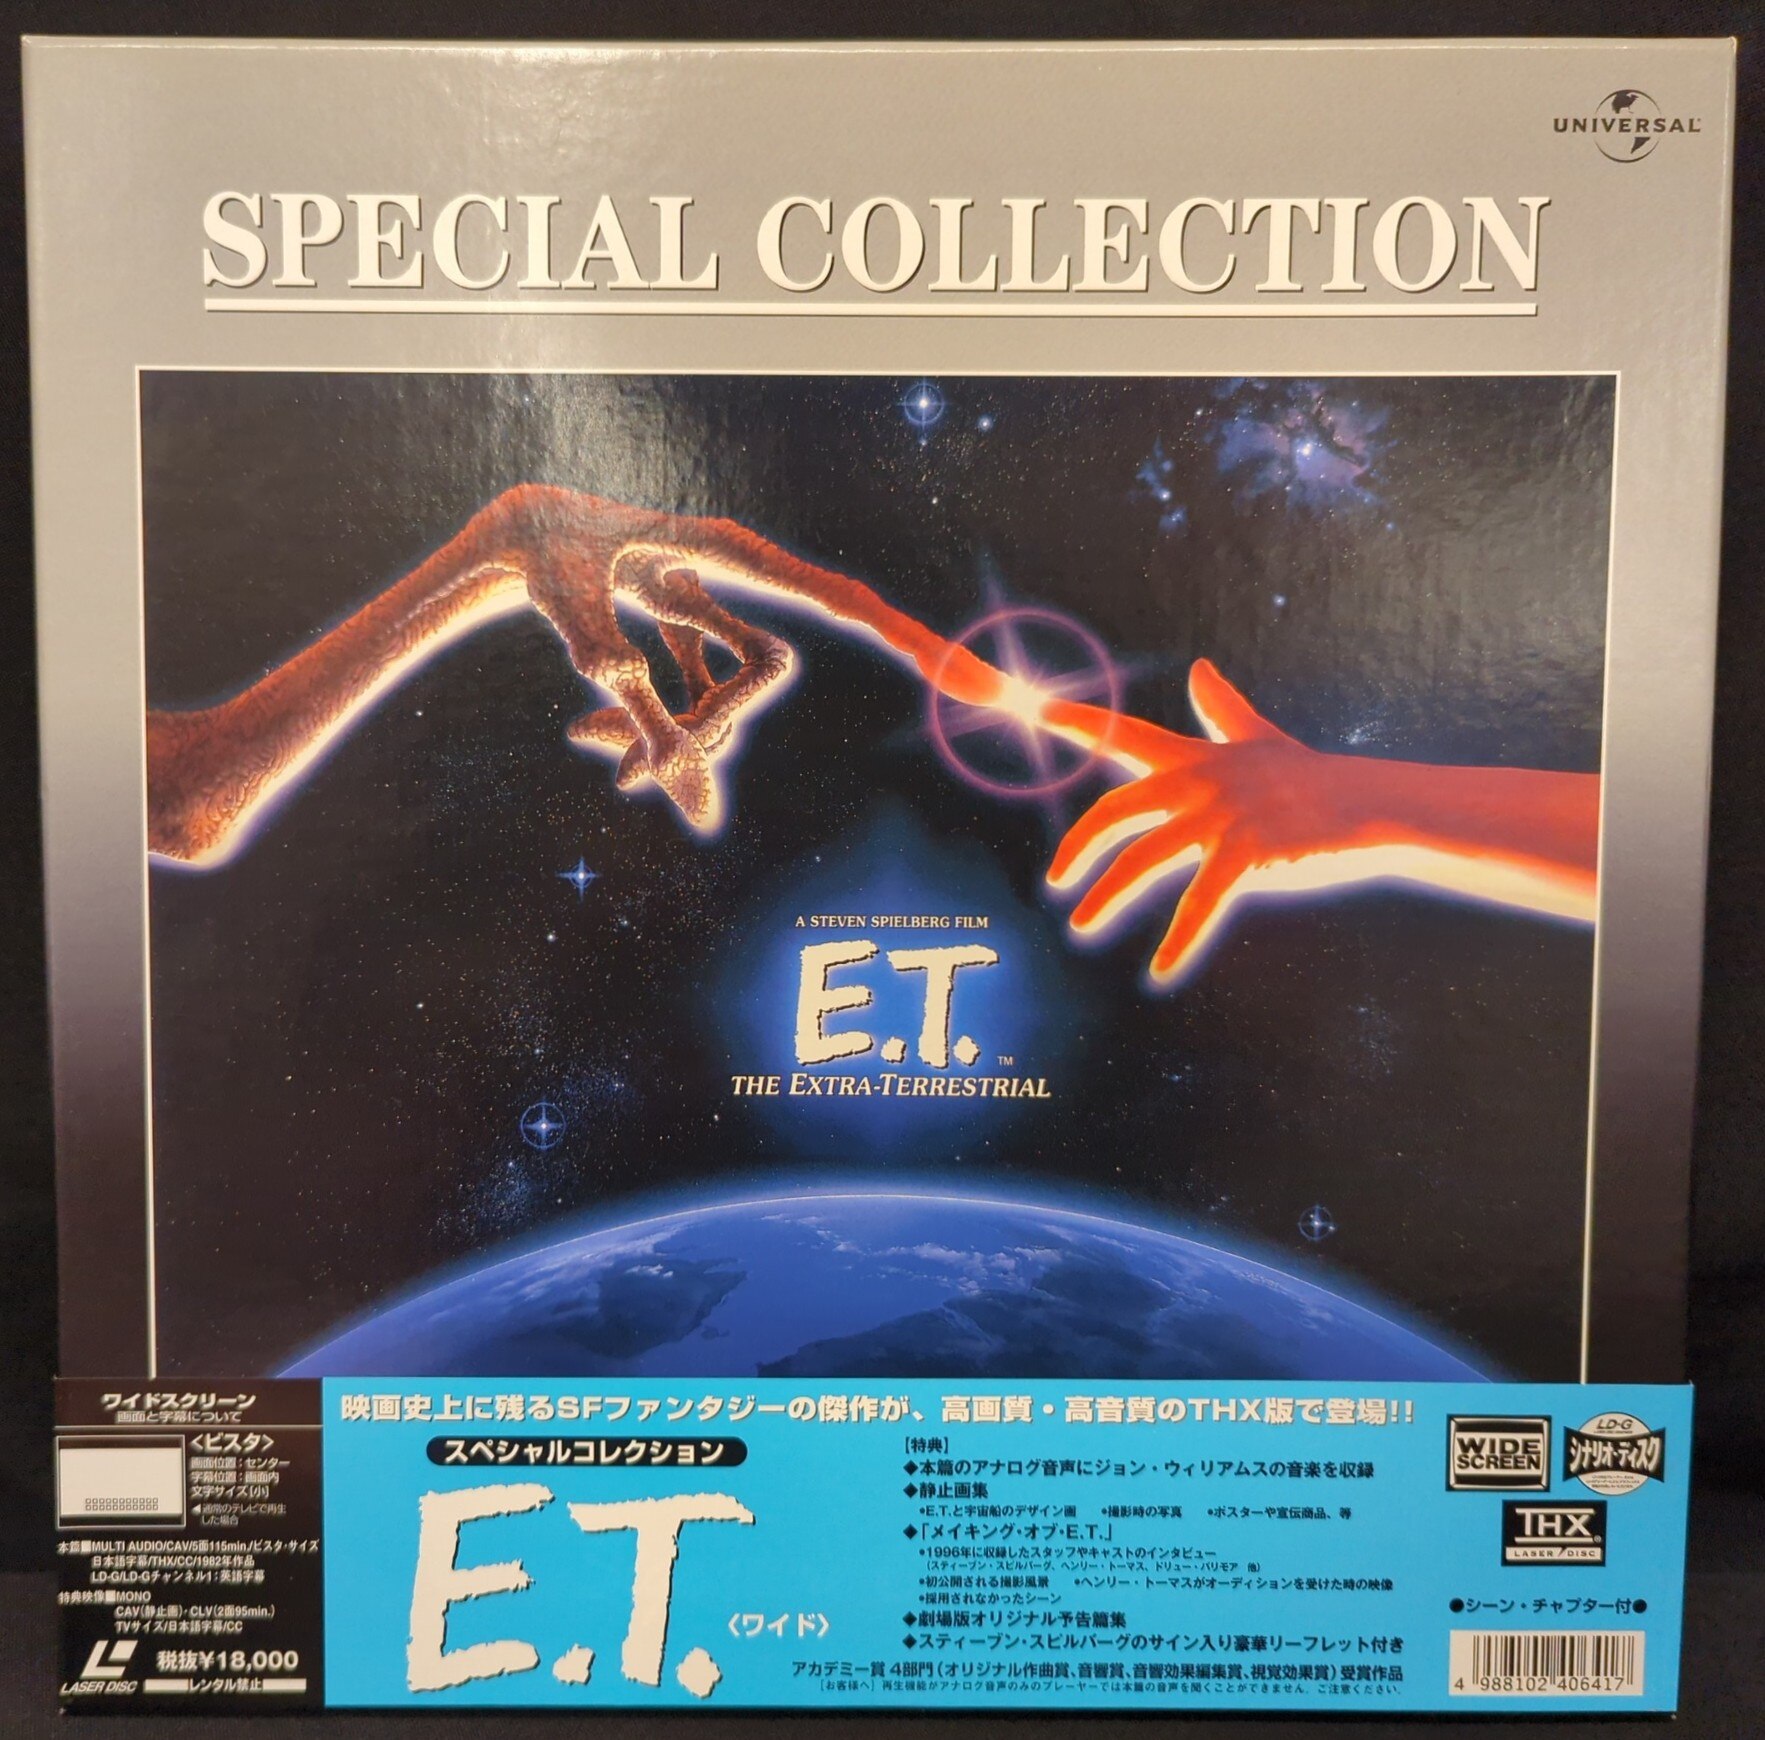 UNIVERSAL
SPECIAL COLLECTION
A STEVEN SPIELBERG FILM
E.T.
TM
THE EXTRA-TERRESTRIAL
ワイドスクリーン
画面と字幕について
<ビスタ>
画面位置:センター
字幕位置:画面内
文字サイズ[小]
◀通常のテレビで再生
した場合
本篇■MULTI AUDIO/CAV/5面115min./ビスタ・サイズ
日本語字幕/THX/CC/1982年作品
LD-G/LD-Gチャンネル1:英語字幕
特典映像■MONO
CAV(静止画)・CLV(2面95min.)
TVサイズ/日本語字幕/CC
LASER DISC
税抜¥18,000
レンタル禁止
映画史上に残るSFファンタジーの傑作が、高画質・高音質のTHX版で登場!!
スペシャルコレクション
E.T.
〈ワイド〉
【特典】
◆本篇のアナログ音声にジョン・ウィリアムスの音楽を収録
◆静止画集
•E.T.と宇宙船のデザイン画 •撮影時の写真 •ポスターや宣伝商品、等
◆「メイキング・オブ・E.T.」
•1996年に収録したスタッフやキャストのインタビュー
(スティーブン・スピルバーグ、ヘンリー・トーマス、ドリュー・バリモア 他)
•初公開される撮影風景 •ヘンリー・トーマスがオーディションを受けた時の映像
•採用されなかったシーン
◆劇場版オリジナル予告篇集
◆スティーブン・スピルバーグのサイン入り豪華リーフレット付き
アカデミー賞4部門(オリジナル作曲賞、音響賞、音響効果編集賞、視覚効果賞)受賞作品
[お客様へ] 再生機能がアナログ音声のみのプレーヤーでは本篇の音声を聞くことができません。ご注意ください。
WIDE SCREEN
LD-G
シナリオ・ディスク
THX
LASER DISC
●シーン・チャプター付●
4 988102 406417